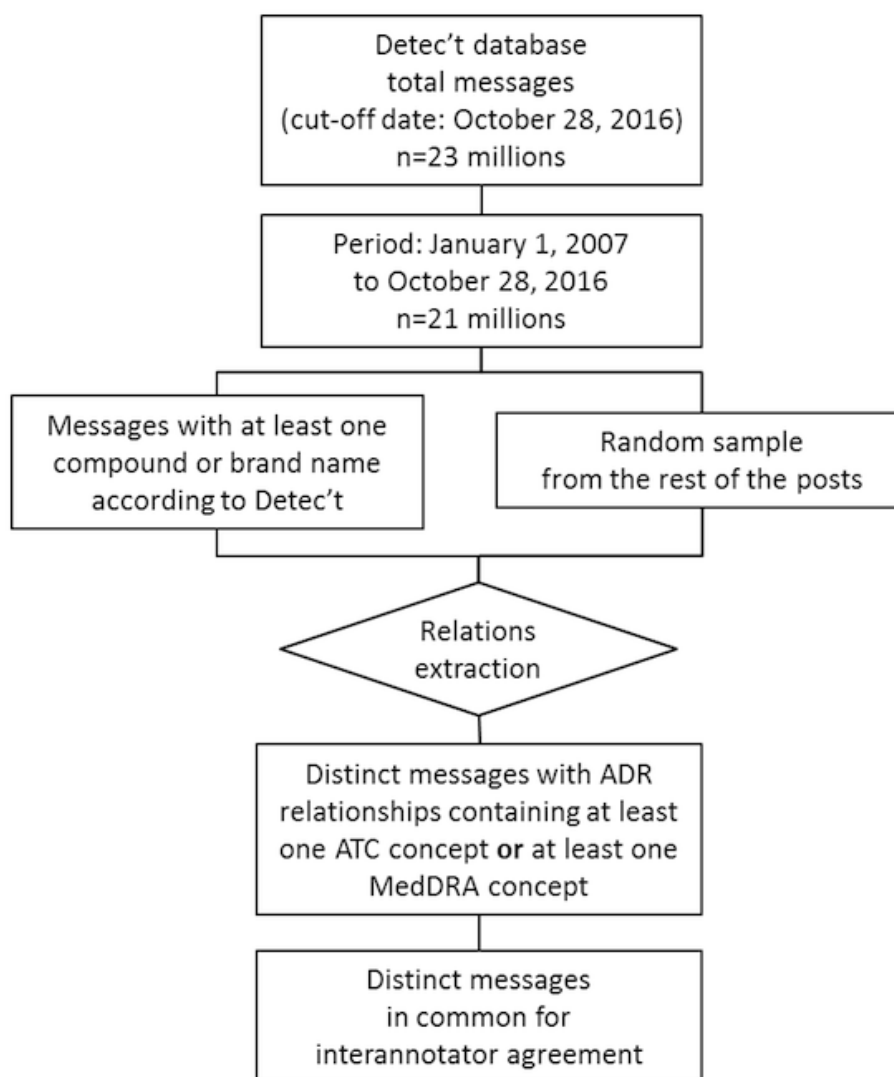 Detec’t database
total messages
(cut-off date: October 28, 2016)
n=23 millions
Period: January 1, 2007
to October 28, 2016
n=21 millions
Messages with at least one
compound or brand name
according to Detec’t
Random sample
from the rest of the posts
Relations
extraction
Distinct messages with ADR
relationships containing at least
one ATC concept or at least one
MedDRA concept
Distinct messages
in common for
interannotator agreement